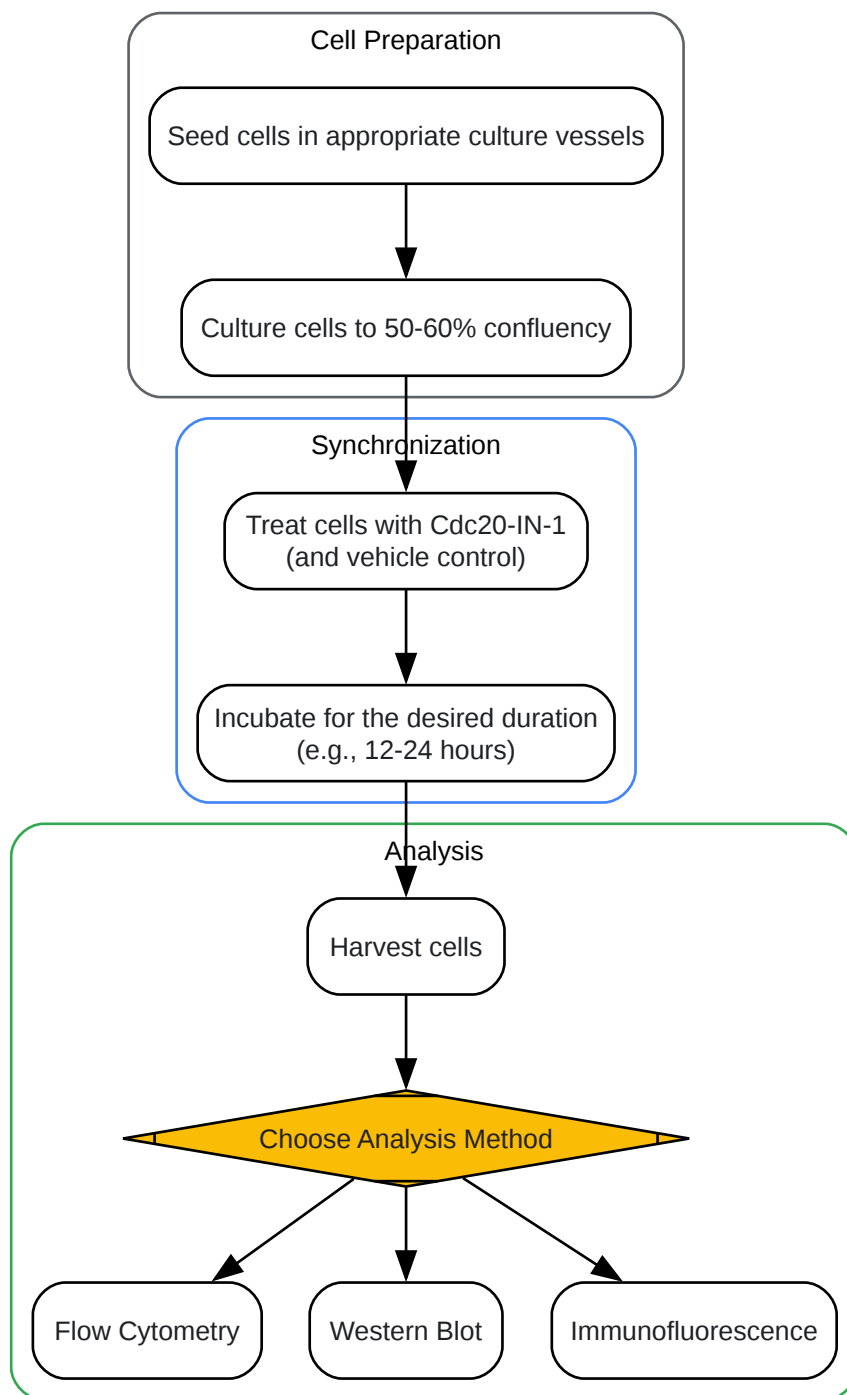 Cell Preparation
Seed cells in appropriate culture vessels
Culture cells to 50-60% confluency
Synchronization
Treat cells with Cdc20-IN-1
(and vehicle control)
Incubate for the desired duration
(e.g., 12-24 hours)
Analysis
Harvest cells
Choose Analysis Method
Flow Cytometry
Western Blot
Immunofluorescence